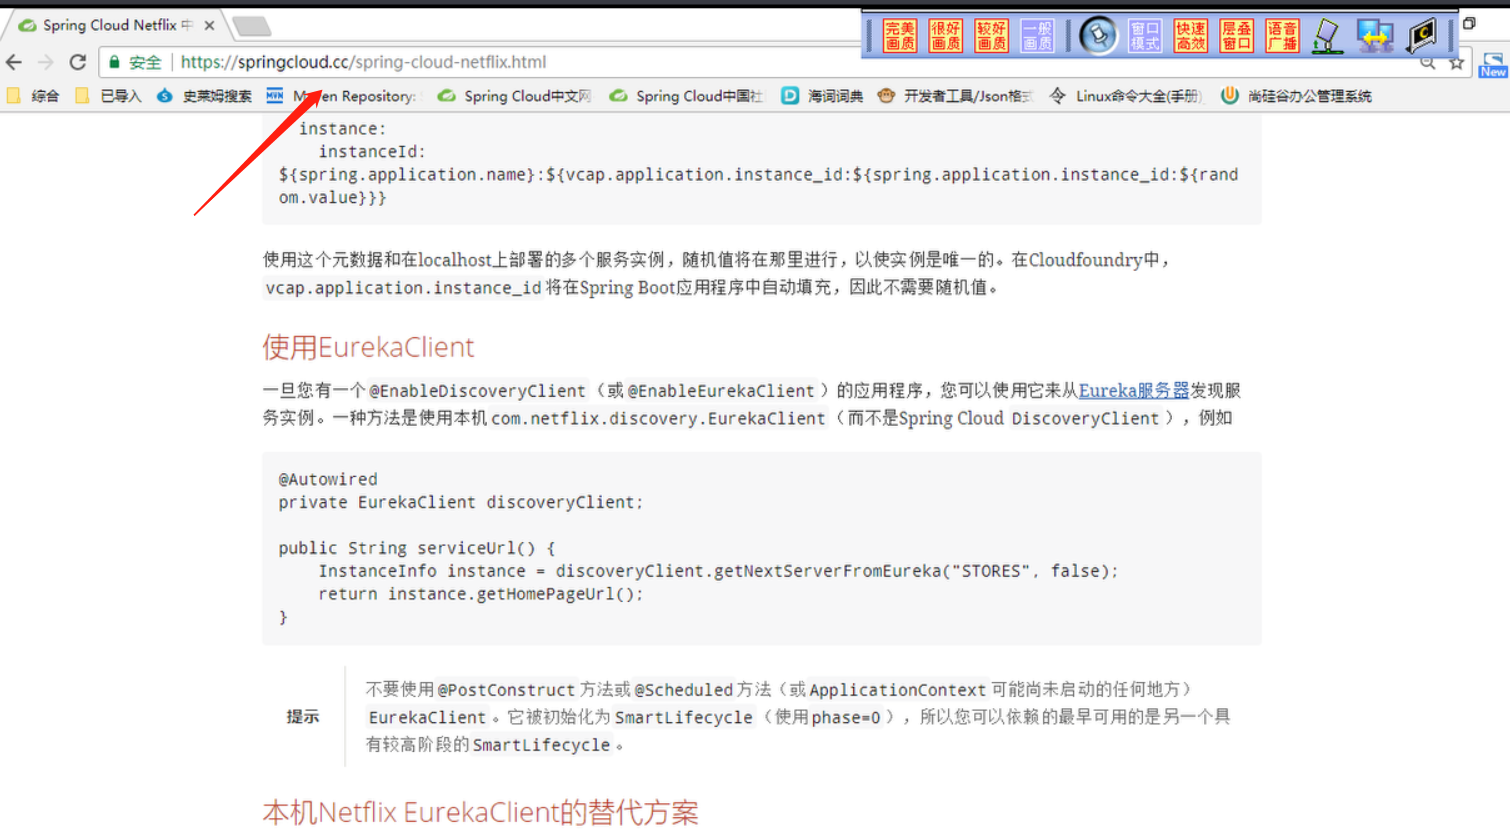 Spring Cloud Netflix 中
完美画质
很好画质
较好画质
一般画质
窗口模式
快速高效
层叠窗口
语音广播
安全 https://springcloud.cc/spring-cloud-netflix.html
New
综合 已导入 史莱姆搜索 Maven Repository: Spring Cloud中文网 Spring Cloud中国社 海词词典 开发者工具/Json格式 Linux命令大全(手册) 尚硅谷办公管理系统
instance:
instanceId:
${spring.application.name}:${vcap.application.instance_id:${spring.application.instance_id:${rand
om.value}}}
使用这个元数据和在localhost上部署的多个服务实例，随机值将在那里进行，以使实例是唯一的。在Cloudfoundry中，
vcap.application.instance_id将在Spring Boot应用程序中自动填充，因此不需要随机值。
使用EurekaClient
一旦您有一个@EnableDiscoveryClient（或@EnableEurekaClient）的应用程序，您可以使用它来从Eureka服务器发现服
务实例。一种方法是使用本机com.netflix.discovery.EurekaClient（而不是Spring Cloud DiscoveryClient），例如
@Autowired
private EurekaClient discoveryClient;
public String serviceUrl() {
InstanceInfo instance = discoveryClient.getNextServerFromEureka("STORES", false);
return instance.getHomePageUrl();
}
提示
不要使用@PostConstruct方法或@Scheduled方法（或ApplicationContext可能尚未启动的任何地方）
EurekaClient。它被初始化为SmartLifecycle（使用phase=0），所以您可以依赖的最早可用的是另一个具
有较高阶段的SmartLifecycle。
本机Netflix EurekaClient的替代方案